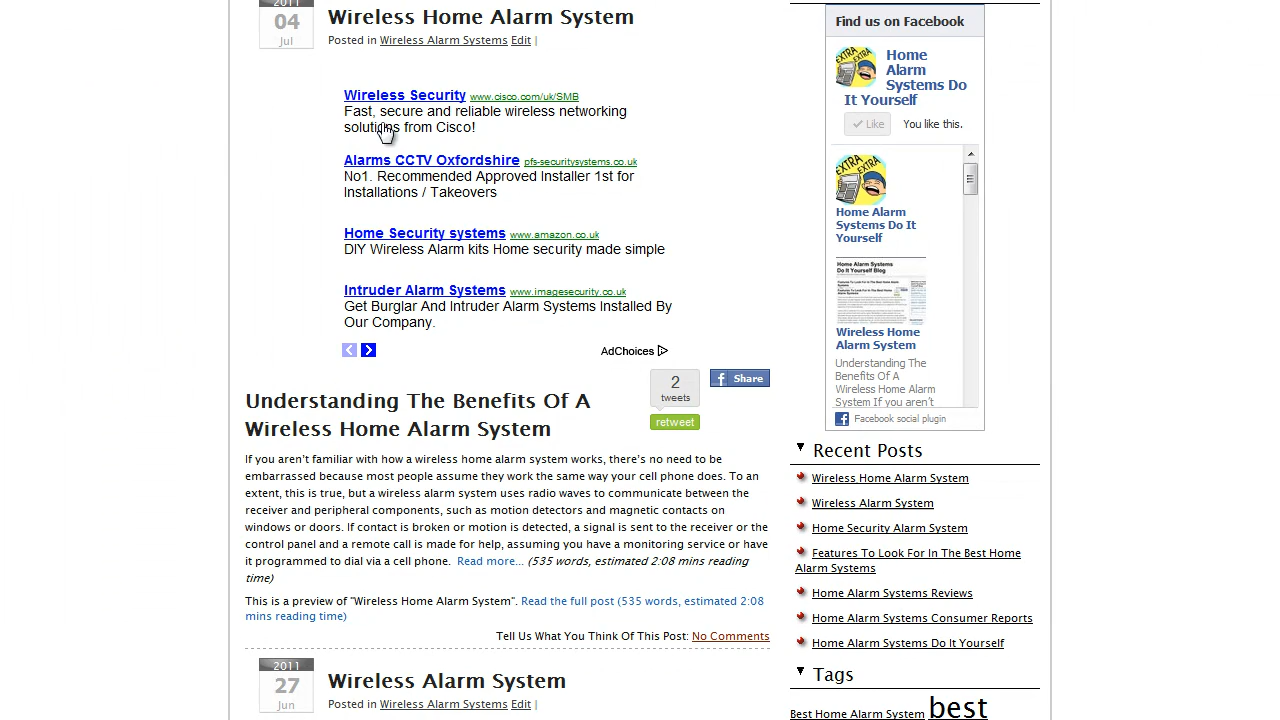 2011
04
Jul
Wireless Home Alarm System
Posted in Wireless Alarm Systems Edit |
Wireless Security www.cisco.com/uk/SMB
Fast, secure and reliable wireless networking
solutions from Cisco!
Alarms CCTV Oxfordshire pfs-securitysystems.co.uk
No1. Recommended Approved Installer 1st for
Installations / Takeovers
Home Security systems www.amazon.co.uk
DIY Wireless Alarm kits Home security made simple
Intruder Alarm Systems www.imagesecurity.co.uk
Get Burglar And Intruder Alarm Systems Installed By
Our Company.
AdChoices
2
tweets
retweet
Share
Understanding The Benefits Of A
Wireless Home Alarm System
If you aren't familiar with how a wireless home alarm system works, there's no need to be
embarrassed because most people assume they work the same way your cell phone does. To an
extent, this is true, but a wireless alarm system uses radio waves to communicate between the
receiver and peripheral components, such as motion detectors and magnetic contacts on
windows or doors. If contact is broken or motion is detected, a signal is sent to the receiver or the
control panel and a remote call is made for help, assuming you have a monitoring service or have
it programmed to dial via a cell phone. Read more... (535 words, estimated 2:08 mins reading
time)
This is a preview of "Wireless Home Alarm System". Read the full post (535 words, estimated 2:08
mins reading time)
Tell Us What You Think Of This Post: No Comments
2011
27
Jun
Wireless Alarm System
Posted in Wireless Alarm Systems Edit |
Find us on Facebook
EXTRA EXTRA
Home
Alarm
Systems Do
It Yourself
Like
You like this.
EXTRA EXTRA
Home Alarm
Systems Do It
Yourself
Home Alarm Systems
Do It Yourself Blog
Wireless Home
Alarm System
Understanding The
Benefits Of A
Wireless Home Alarm
System If you aren't
Facebook social plugin
Recent Posts
Wireless Home Alarm System
Wireless Alarm System
Home Security Alarm System
Features To Look For In The Best Home
Alarm Systems
Home Alarm Systems Reviews
Home Alarm Systems Consumer Reports
Home Alarm Systems Do It Yourself
Tags
Best Home Alarm System best